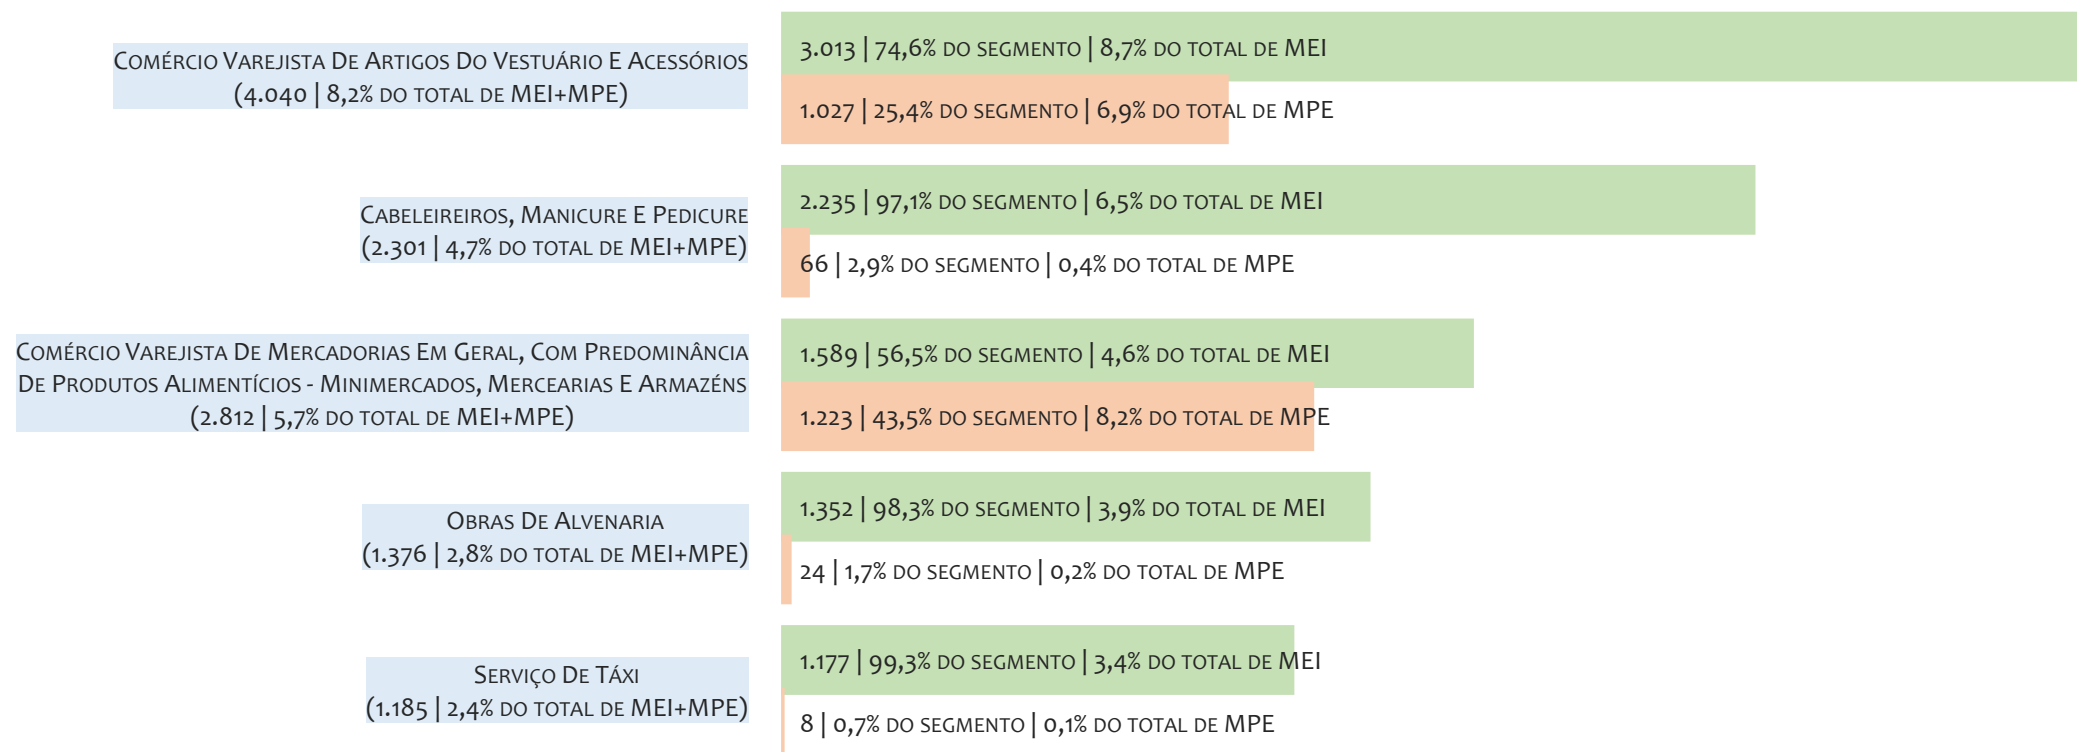 Comércio Varejista De Artigos Do Vestuário E Acessórios
(4.040 | 8,2% do total de MEI+MPE)
3.013 | 74,6% do segmento | 8,7% do total de MEI
1.027 | 25,4% do segmento | 6,9% do total de MPE
Cabeleireiros, Manicure E Pedicure
(2.301 | 4,7% do total de MEI+MPE)
2.235 | 97,1% do segmento | 6,5% do total de MEI
66 | 2,9% do segmento | 0,4% do total de MPE
Comércio Varejista De Mercadorias Em Geral, Com Predominância
De Produtos Alimentícios - Minimercados, Mercearias E Armazéns
(2.812 | 5,7% do total de MEI+MPE)
1.589 | 56,5% do segmento | 4,6% do total de MEI
1.223 | 43,5% do segmento | 8,2% do total de MPE
Obras De Alvenaria
(1.376 | 2,8% do total de MEI+MPE)
1.352 | 98,3% do segmento | 3,9% do total de MEI
24 | 1,7% do segmento | 0,2% do total de MPE
Serviço De Táxi
(1.185 | 2,4% do total de MEI+MPE)
1.177 | 99,3% do segmento | 3,4% do total de MEI
8 | 0,7% do segmento | 0,1% do total de MPE